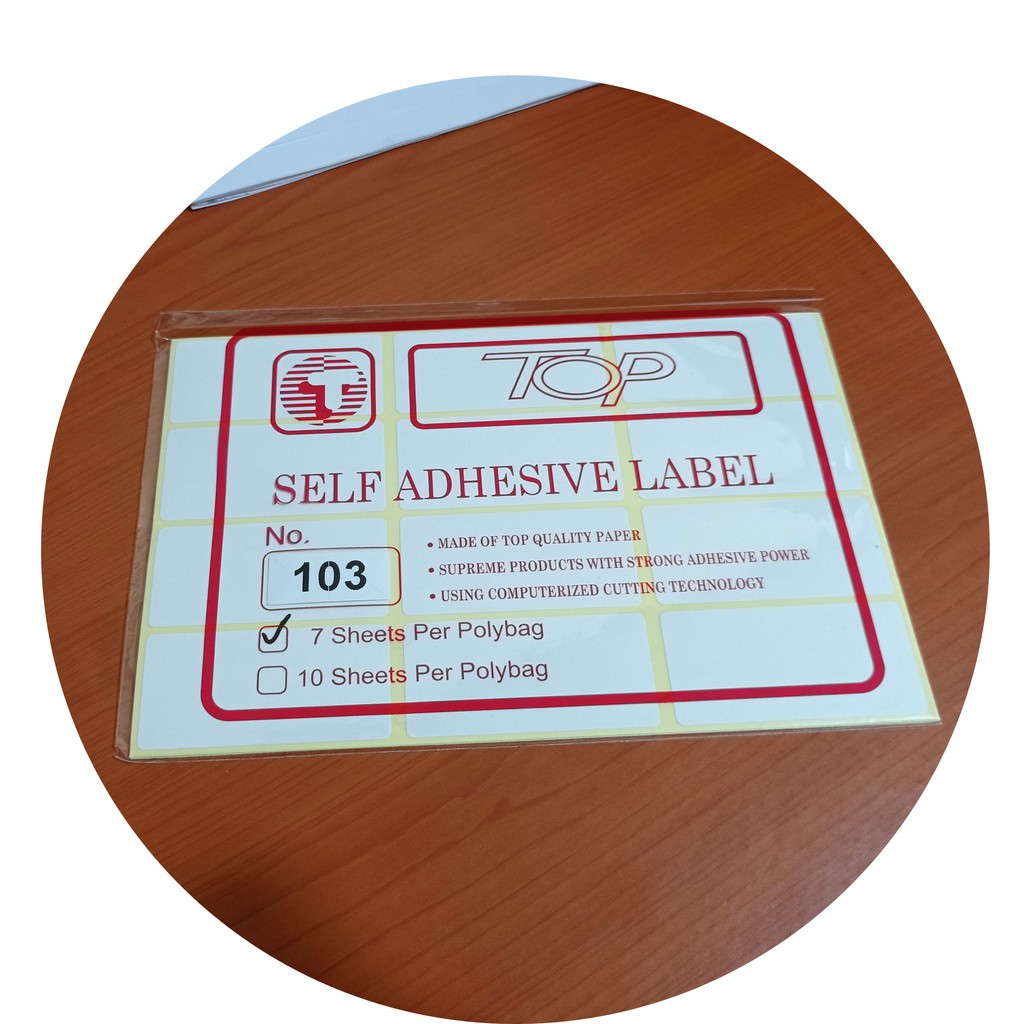 T
TOP
SELF ADHESIVE LABEL
No.
103
• MADE OF TOP QUALITY PAPER
• SUPREME PRODUCTS WITH STRONG ADHESIVE POWER
• USING COMPUTERIZED CUTTING TECHNOLOGY
7 Sheets Per Polybag
10 Sheets Per Polybag